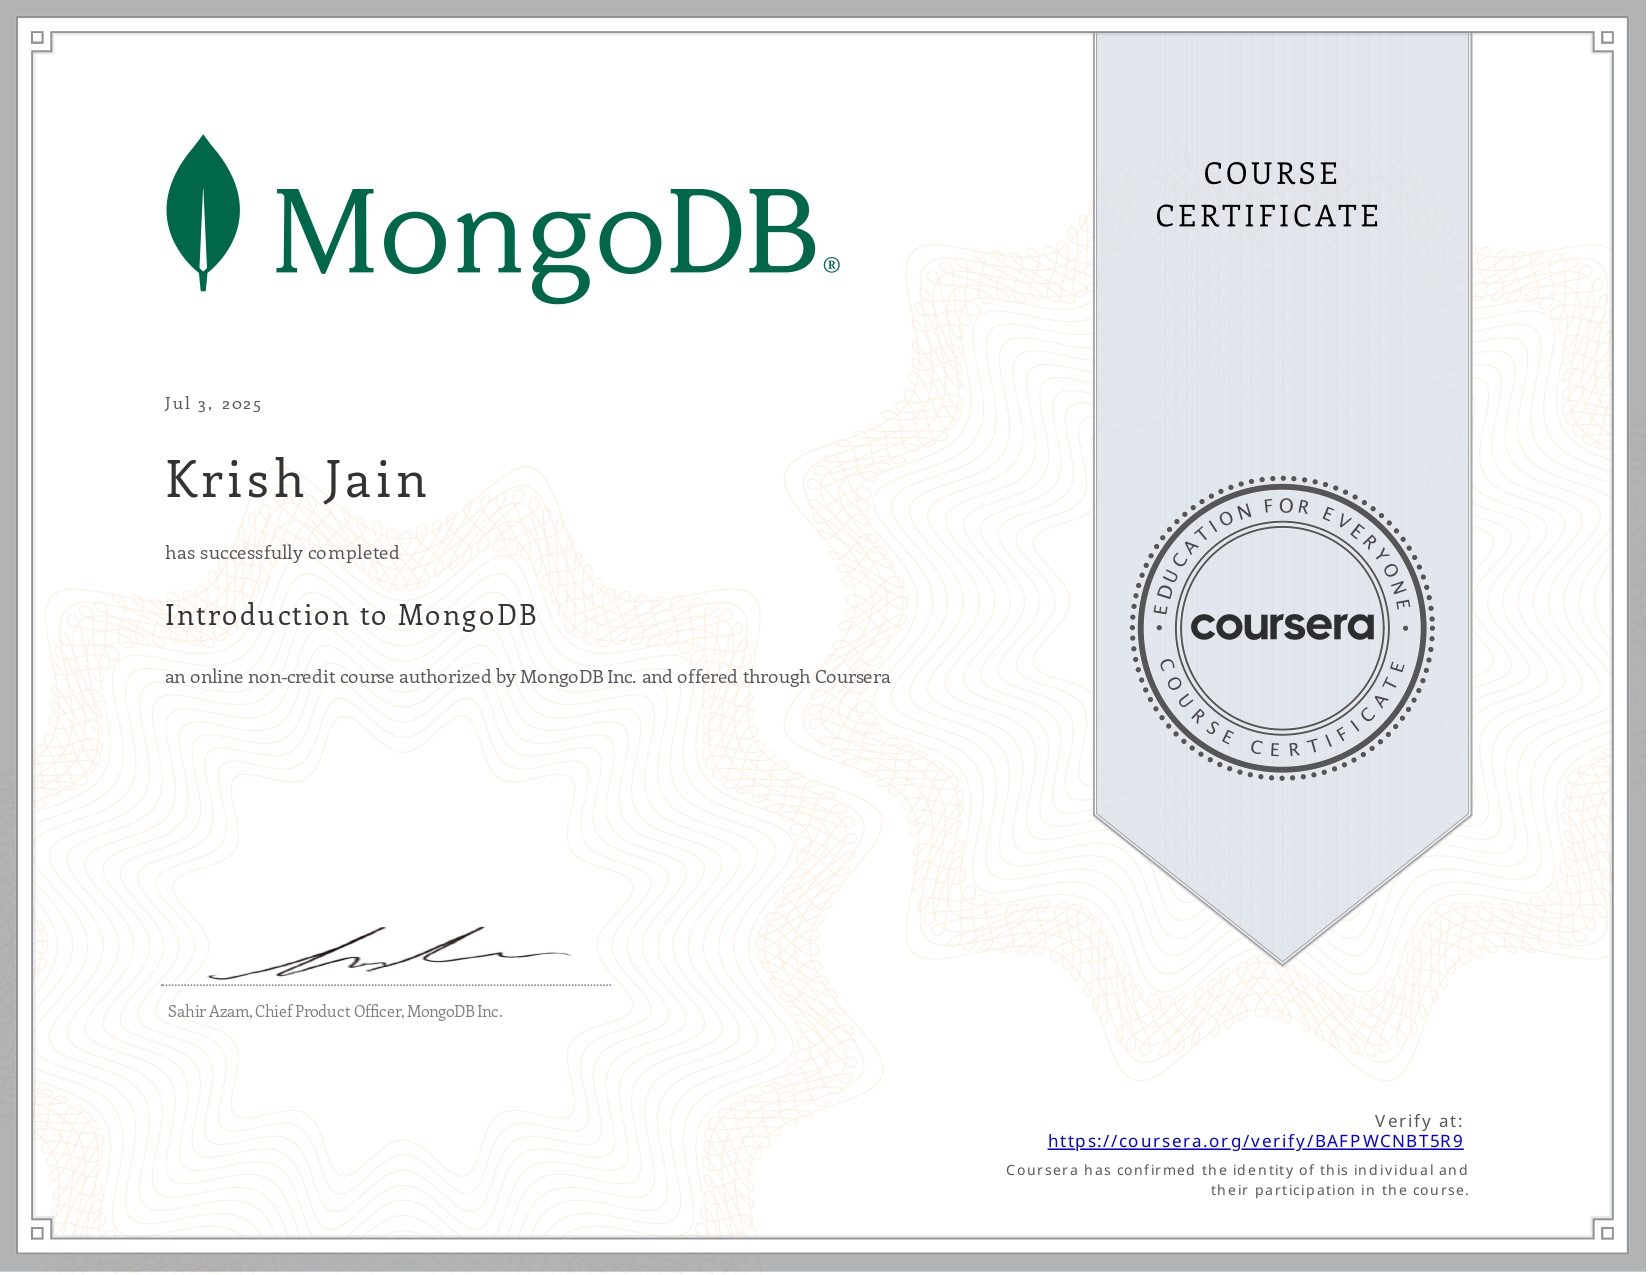 MongoDB®
COURSE
CERTIFICATE
Jul 3, 2025
Krish Jain
has successfully completed
Introduction to MongoDB
an online non-credit course authorized by MongoDB Inc. and offered through Coursera
• EDUCATION FOR EVERYONE •
coursera
COURSE CERTIFICATE
Sahir Azam, Chief Product Officer, MongoDB Inc.
Verify at:
https://coursera.org/verify/BAFPWCNBT5R9
Coursera has confirmed the identity of this individual and
their participation in the course.